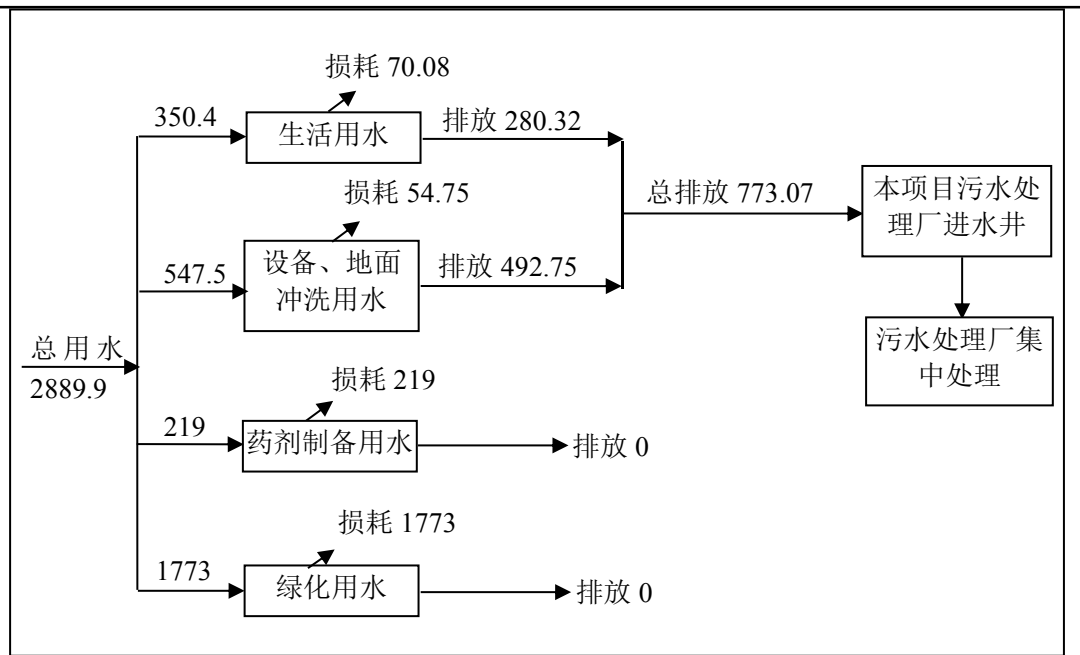 损耗 70.08
350.4
生活用水
排放 280.32
损耗 54.75
547.5
设备、地面
冲洗用水
排放 492.75
总排放 773.07
本项目污水处
理厂进水井
污水处理厂集
中处理
总用水
2889.9
损耗 219
219
药剂制备用水
排放 0
损耗 1773
1773
绿化用水
排放 0